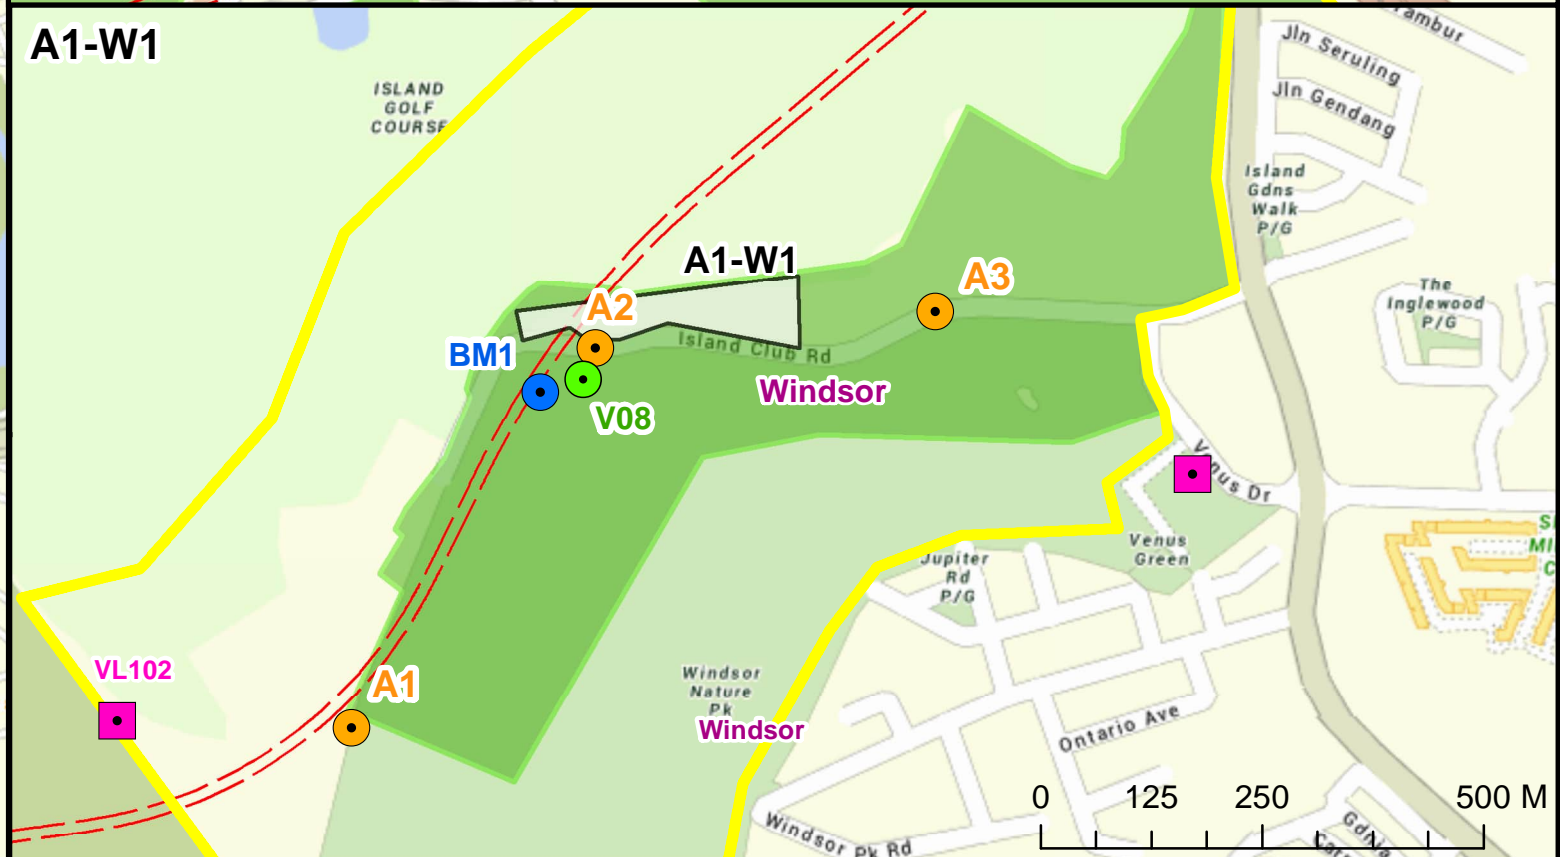 A1-W1
Tambur
Jln Seruling
Jln Gendang
ISLAND
GOLF
COURSE
Island
Gdns
Walk
P/G
A1-W1
A2
A3
The
Inglewood
P/G
Island Club Rd
BM1
V08
Windsor
Venus Dr
Venus
Green
Jupiter
Rd
P/G
VL102
A1
Windsor
Nature
Pk
Windsor
Ontario Ave
0 125 250 500 M
Windsor Pk Rd